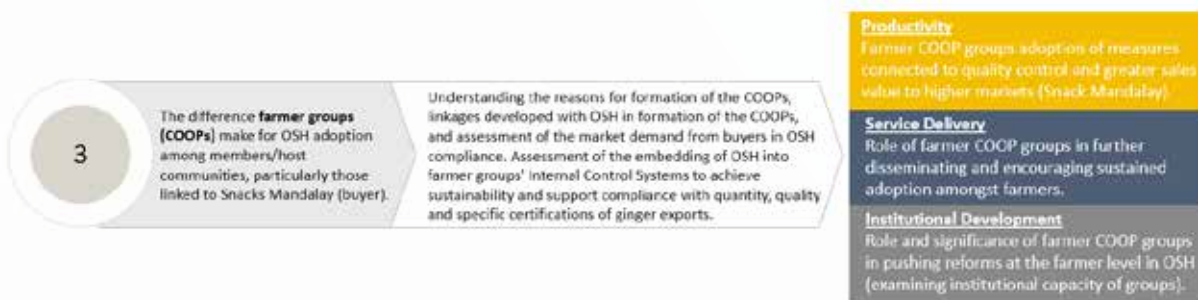 3
The difference farmer groups
(COOPs) make for OSH adoption
among members/host
communities, particularly those
linked to Snacks Mandalay (buyer).
Understanding the reasons for formation of the COOPs,
linkages developed with OSH in formation of the COOPs,
and assessment of the market demand from buyers in OSH
compliance. Assessment of the embedding of OSH into
farmer groups' Internal Control Systems to achieve
sustainability and support compliance with quantity, quality
and specific certifications of ginger exports.
Productivity
Farmer COOP groups adoption of measures
connected to quality control and greater sales
value to higher markets (Snack Mandalay).
Service Delivery
Role of farmer COOP groups in further
disseminating and encouraging sustained
adoption amongst farmers.
Institutional Development
Role and significance of farmer COOP groups
in pushing reforms at the farmer level in OSH
(examining institutional capacity of groups).